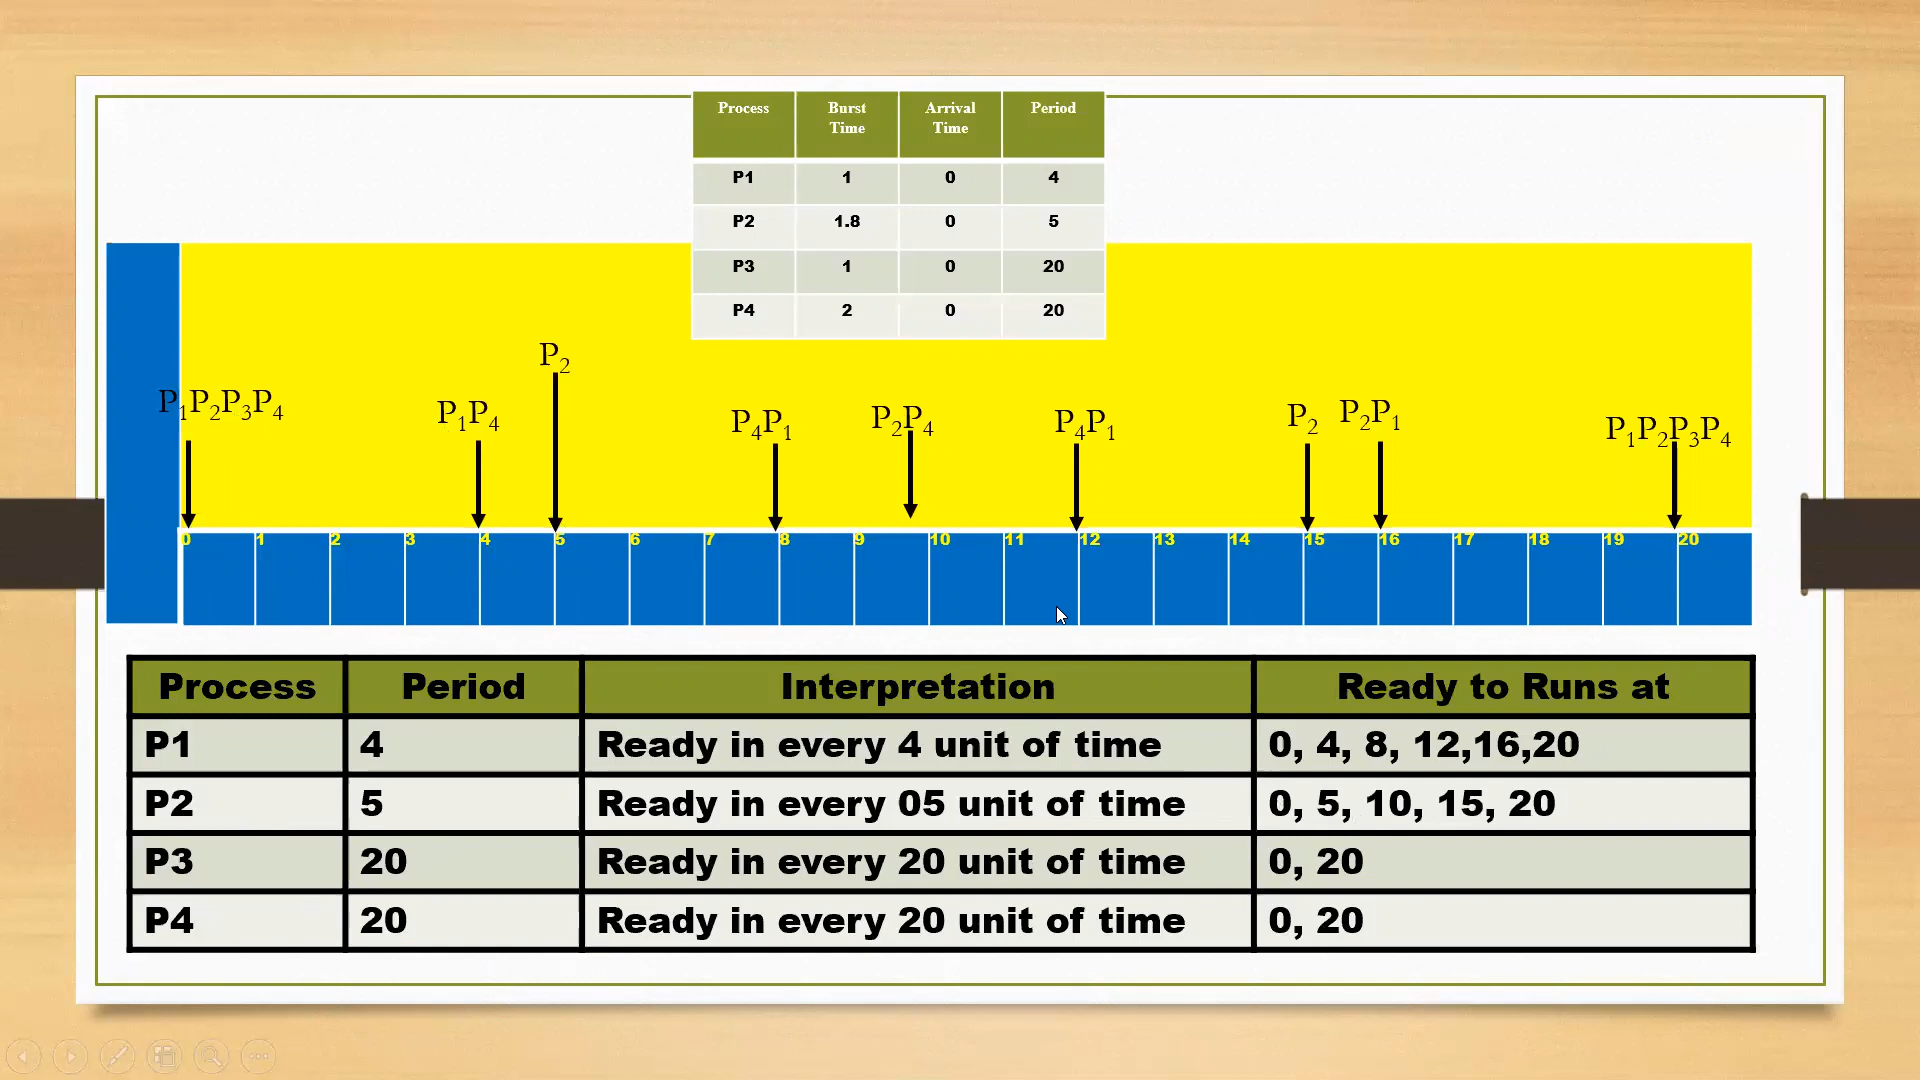 Process Burst Time Arrival Time Period
P1 1 0 4
P2 1.8 0 5
P3 1 0 20
P4 2 0 20
P1P2P3P4 P1P4 P2 P4P1 P2P4 P4P1 P2 P2P1 P1P2P3P4
0 1 2 3 4 5 6 7 8 9 10 11 12 13 14 15 16 17 18 19 20
Process Period Interpretation Ready to Runs at
P1 4 Ready in every 4 unit of time 0, 4, 8, 12,16,20
P2 5 Ready in every 05 unit of time 0, 5, 10, 15, 20
P3 20 Ready in every 20 unit of time 0, 20
P4 20 Ready in every 20 unit of time 0, 20